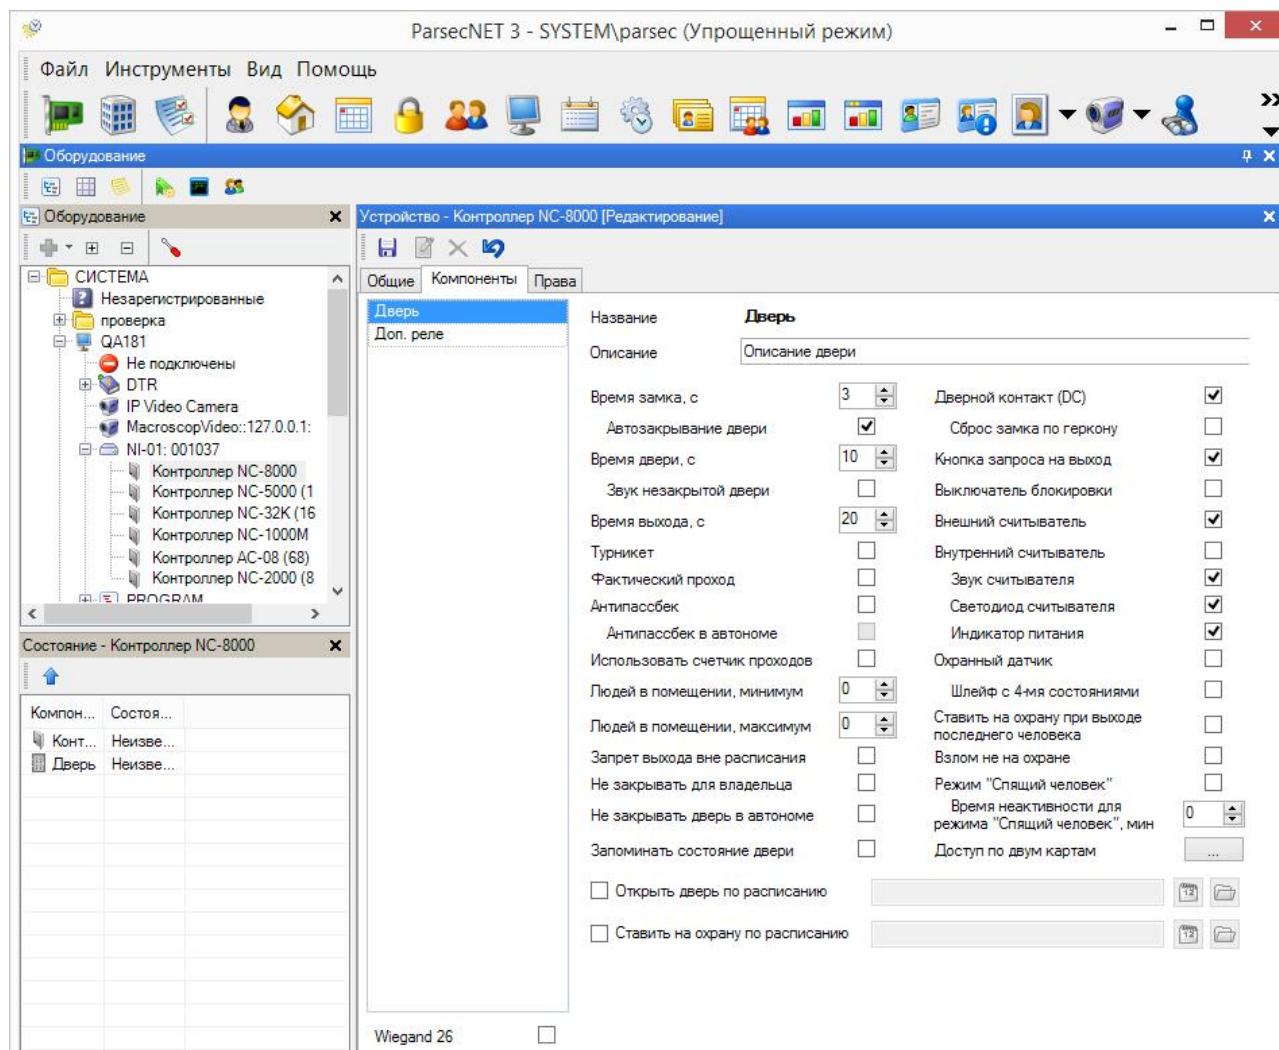 ParsecNET 3 - SYSTEM\parsec (Упрощенный режим)
Файл Инструменты Вид Помощь
Оборудование
Оборудование
СИСТЕМА
Незарегистрированные
проверка
QA181
Не подключены
DTR
IP Video Camera
MacroscopVideo::127.0.0.1:
NI-01: 001037
Контроллер NC-8000
Контроллер NC-5000 (1
Контроллер NC-32K (16
Контроллер NC-1000M
Контроллер AC-08 (68)
Контроллер NC-2000 (8
PROGRAM
Состояние - Контроллер NC-8000
Компон... Состоя...
Конт... Неизве...
Дверь Неизве...
Устройство - Контроллер NC-8000 [Редактирование]
Общие Компоненты Права
Дверь
Доп. реле
Wiegand 26
Название Дверь
Описание Описание двери
Время замка, с 3
Автозакрывание двери
Время двери, с 10
Звук незакрытой двери
Время выхода, с 20
Турникет
Фактический проход
Антипассбек
Антипассбек в автономе
Использовать счетчик проходов
Людей в помещении, минимум 0
Людей в помещении, максимум 0
Запрет выхода вне расписания
Не закрывать для владельца
Не закрывать дверь в автономе
Запоминать состояние двери
Дверной контакт (DC)
Сброс замка по геркону
Кнопка запроса на выход
Выключатель блокировки
Внешний считыватель
Внутренний считыватель
Звук считывателя
Светодиод считывателя
Индикатор питания
Охранный датчик
Шлейф с 4-мя состояниями
Ставить на охрану при выходе
последнего человека
Взлом не на охране
Режим "Спящий человек"
Время неактивности для
режима "Спящий человек", мин 0
Доступ по двум картам ...
Открыть дверь по расписанию
12
Ставить на охрану по расписанию
12